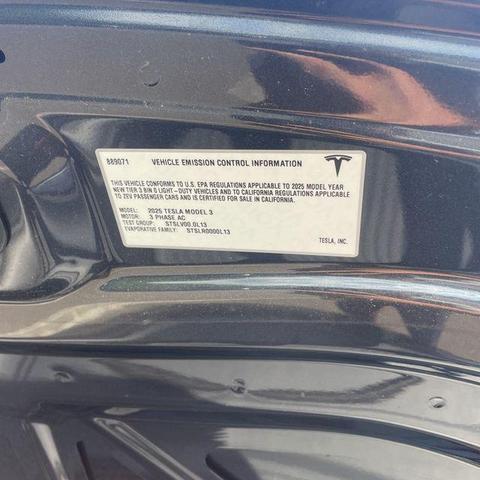 889071 VEHICLE EMISSION CONTROL INFORMATION
THIS VEHICLE CONFORMS TO U.S. EPA REGULATIONS APPLICABLE TO 2025 MODEL YEAR
NEW TIER 3 BIN 0 LIGHT-DUTY VEHICLES AND TO CALIFORNIA REGULATIONS APPLICABLE
TO ZEV PASSENGER CARS AND IS CERTIFIED FOR SALE IN CALIFORNIA.
MODEL: 2025 TESLA MODEL 3
MOTOR: 3 PHASE AC
TEST GROUP: STSLV00.0L13
EVAPORATIVE FAMILY: STSLR0000L13
TESLA, INC.